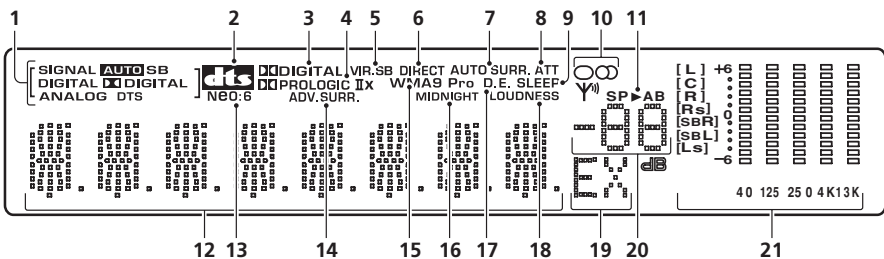 1 2 3 4 5 6 7 8 9 10 11
SIGNAL AUTO SB
DIGITAL DIGITAL
ANALOG DTS
dts
Neo:6
DIGITAL VIR.SB DIRECT AUTO SURR. ATT
PROLOGIC IIx WMA9 Pro D.E. SLEEP
ADV.SURR. MIDNIGHT LOUDNESS
SP►AB
dB
EX
[L] +6
[C]
[R]
[Rs] 0
[SBR]
[SBL]
[Ls] -6
40 125 250 4K13K
12 13 14 15 16 17 18 19 20 21